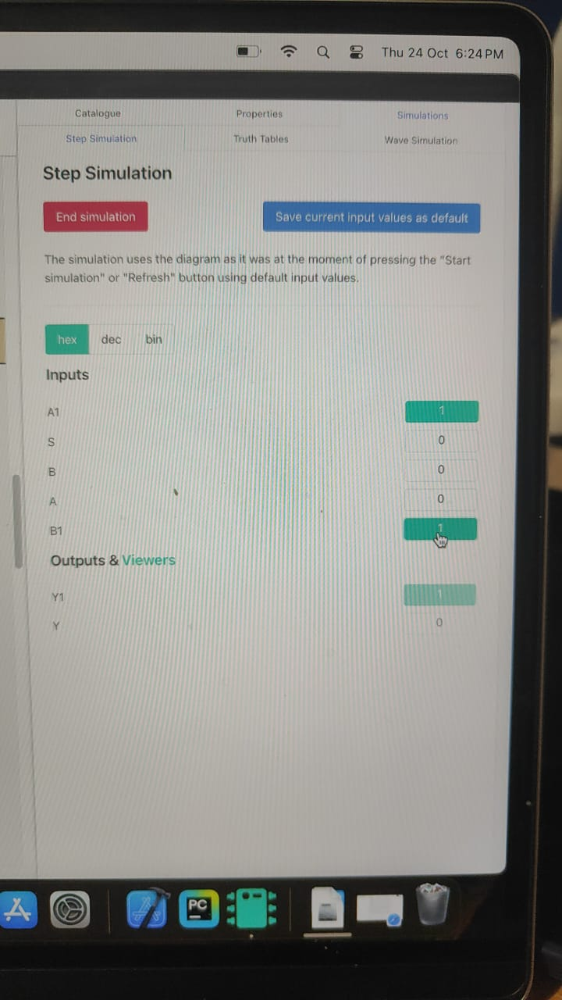 Thu 24 Oct 6:24 PM
Catalogue Properties Simulations
Step Simulation Truth Tables Wave Simulation
Step Simulation
End simulation Save current input values as default
The simulation uses the diagram as it was at the moment of pressing the "Start
simulation" or "Refresh" button using default input values.
hex dec bin
Inputs
A1 1
S 0
B 0
A 0
B1 1
Outputs & Viewers
Y1 1
Y 0
PC